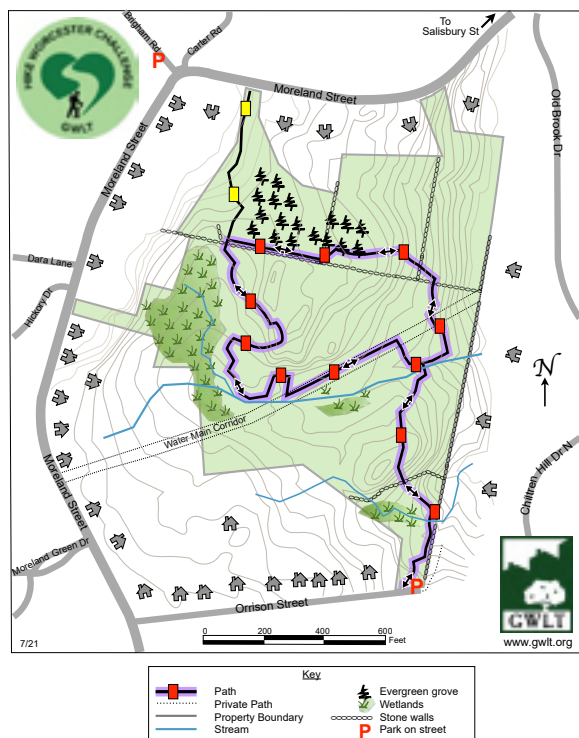 HIKE WORCESTER CHALLENGE
GWLT
Brigham Rd
Carter Rd
P
To
Salisbury St
Moreland Street
Moreland Street
Old Brook Dr
Dara Lane
Hickory Dr
N
Water Main Corridor
Moreland Street
Chiltren Hill Dr N
Moreland Green Dr
P
Orrison Street
GWLT
www.gwlt.org
7/21
0
200
400
600
Feet
Key
Path
Private Path
Property Boundary
Stream
Evergreen grove
Wetlands
Stone walls
P Park on street